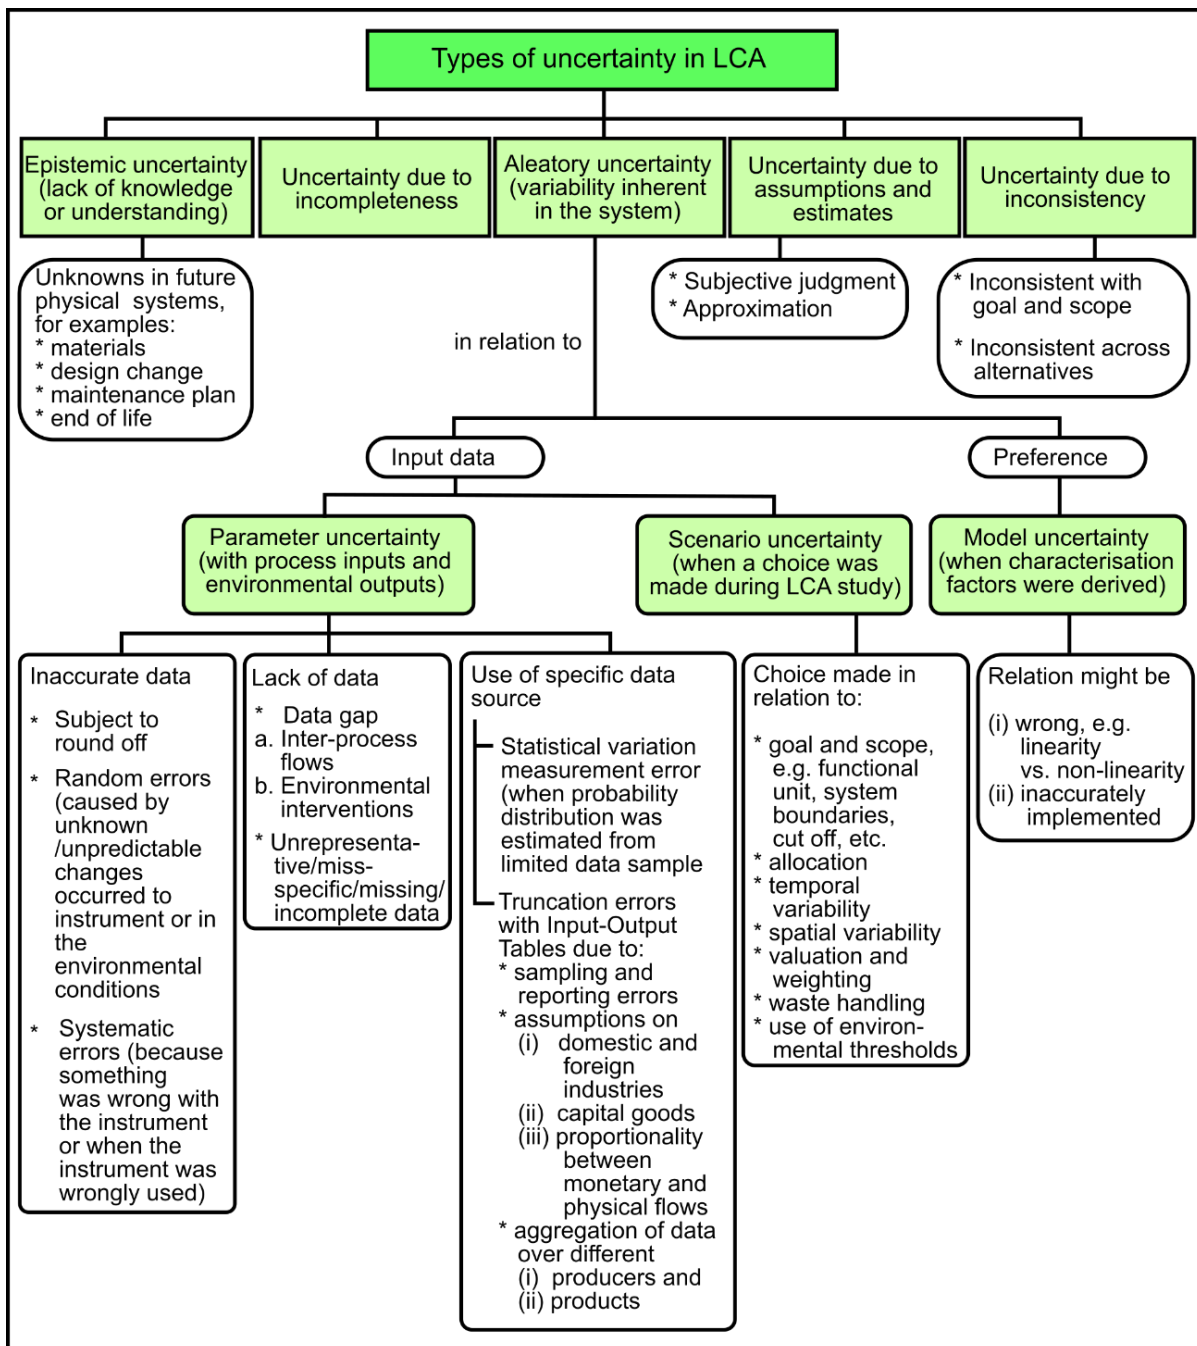 Types of uncertainty in LCA
Epistemic uncertainty
(lack of knowledge
or understanding)
Uncertainty due to
incompleteness
Aleatory uncertainty
(variability inherent
in the system)
Uncertainty due to
assumptions and
estimates
Uncertainty due to
inconsistency
Unknowns in future
physical systems,
for examples:
* materials
* design change
* maintenance plan
* end of life
* Subjective judgment
* Approximation
* Inconsistent with
goal and scope
* Inconsistent across
alternatives
in relation to
Input data
Preference
Parameter uncertainty
(with process inputs and
environmental outputs)
Scenario uncertainty
(when a choice was
made during LCA study)
Model uncertainty
(when characterisation
factors were derived)
Inaccurate data
* Subject to
round off
* Random errors
(caused by
unknown
/unpredictable
changes
occurred to
instrument or in
the
environmental
conditions
* Systematic
errors (because
something
was wrong with
the instrument
or when the
instrument was
wrongly used)
Lack of data
* Data gap
a. Inter-process
flows
b. Environmental
interventions
* Unrepresenta-
tive/miss-
specific/missing/
incomplete data
Use of specific data
source
Statistical variation
measurement error
(when probability
distribution was
estimated from
limited data sample
Truncation errors
with Input-Output
Tables due to:
* sampling and
reporting errors
* assumptions on
(i) domestic and
foreign
industries
(ii) capital goods
(iii) proportionality
between
monetary and
physical flows
* aggregation of data
over different
(i) producers and
(ii) products
Choice made in
relation to:
* goal and scope,
e.g. functional
unit, system
boundaries,
cut off, etc.
* allocation
* temporal
variability
* spatial variability
* valuation and
weighting
* waste handling
* use of environ-
mental thresholds
Relation might be
(i) wrong, e.g.
linearity
vs. non-linearity
(ii) inaccurately
implemented